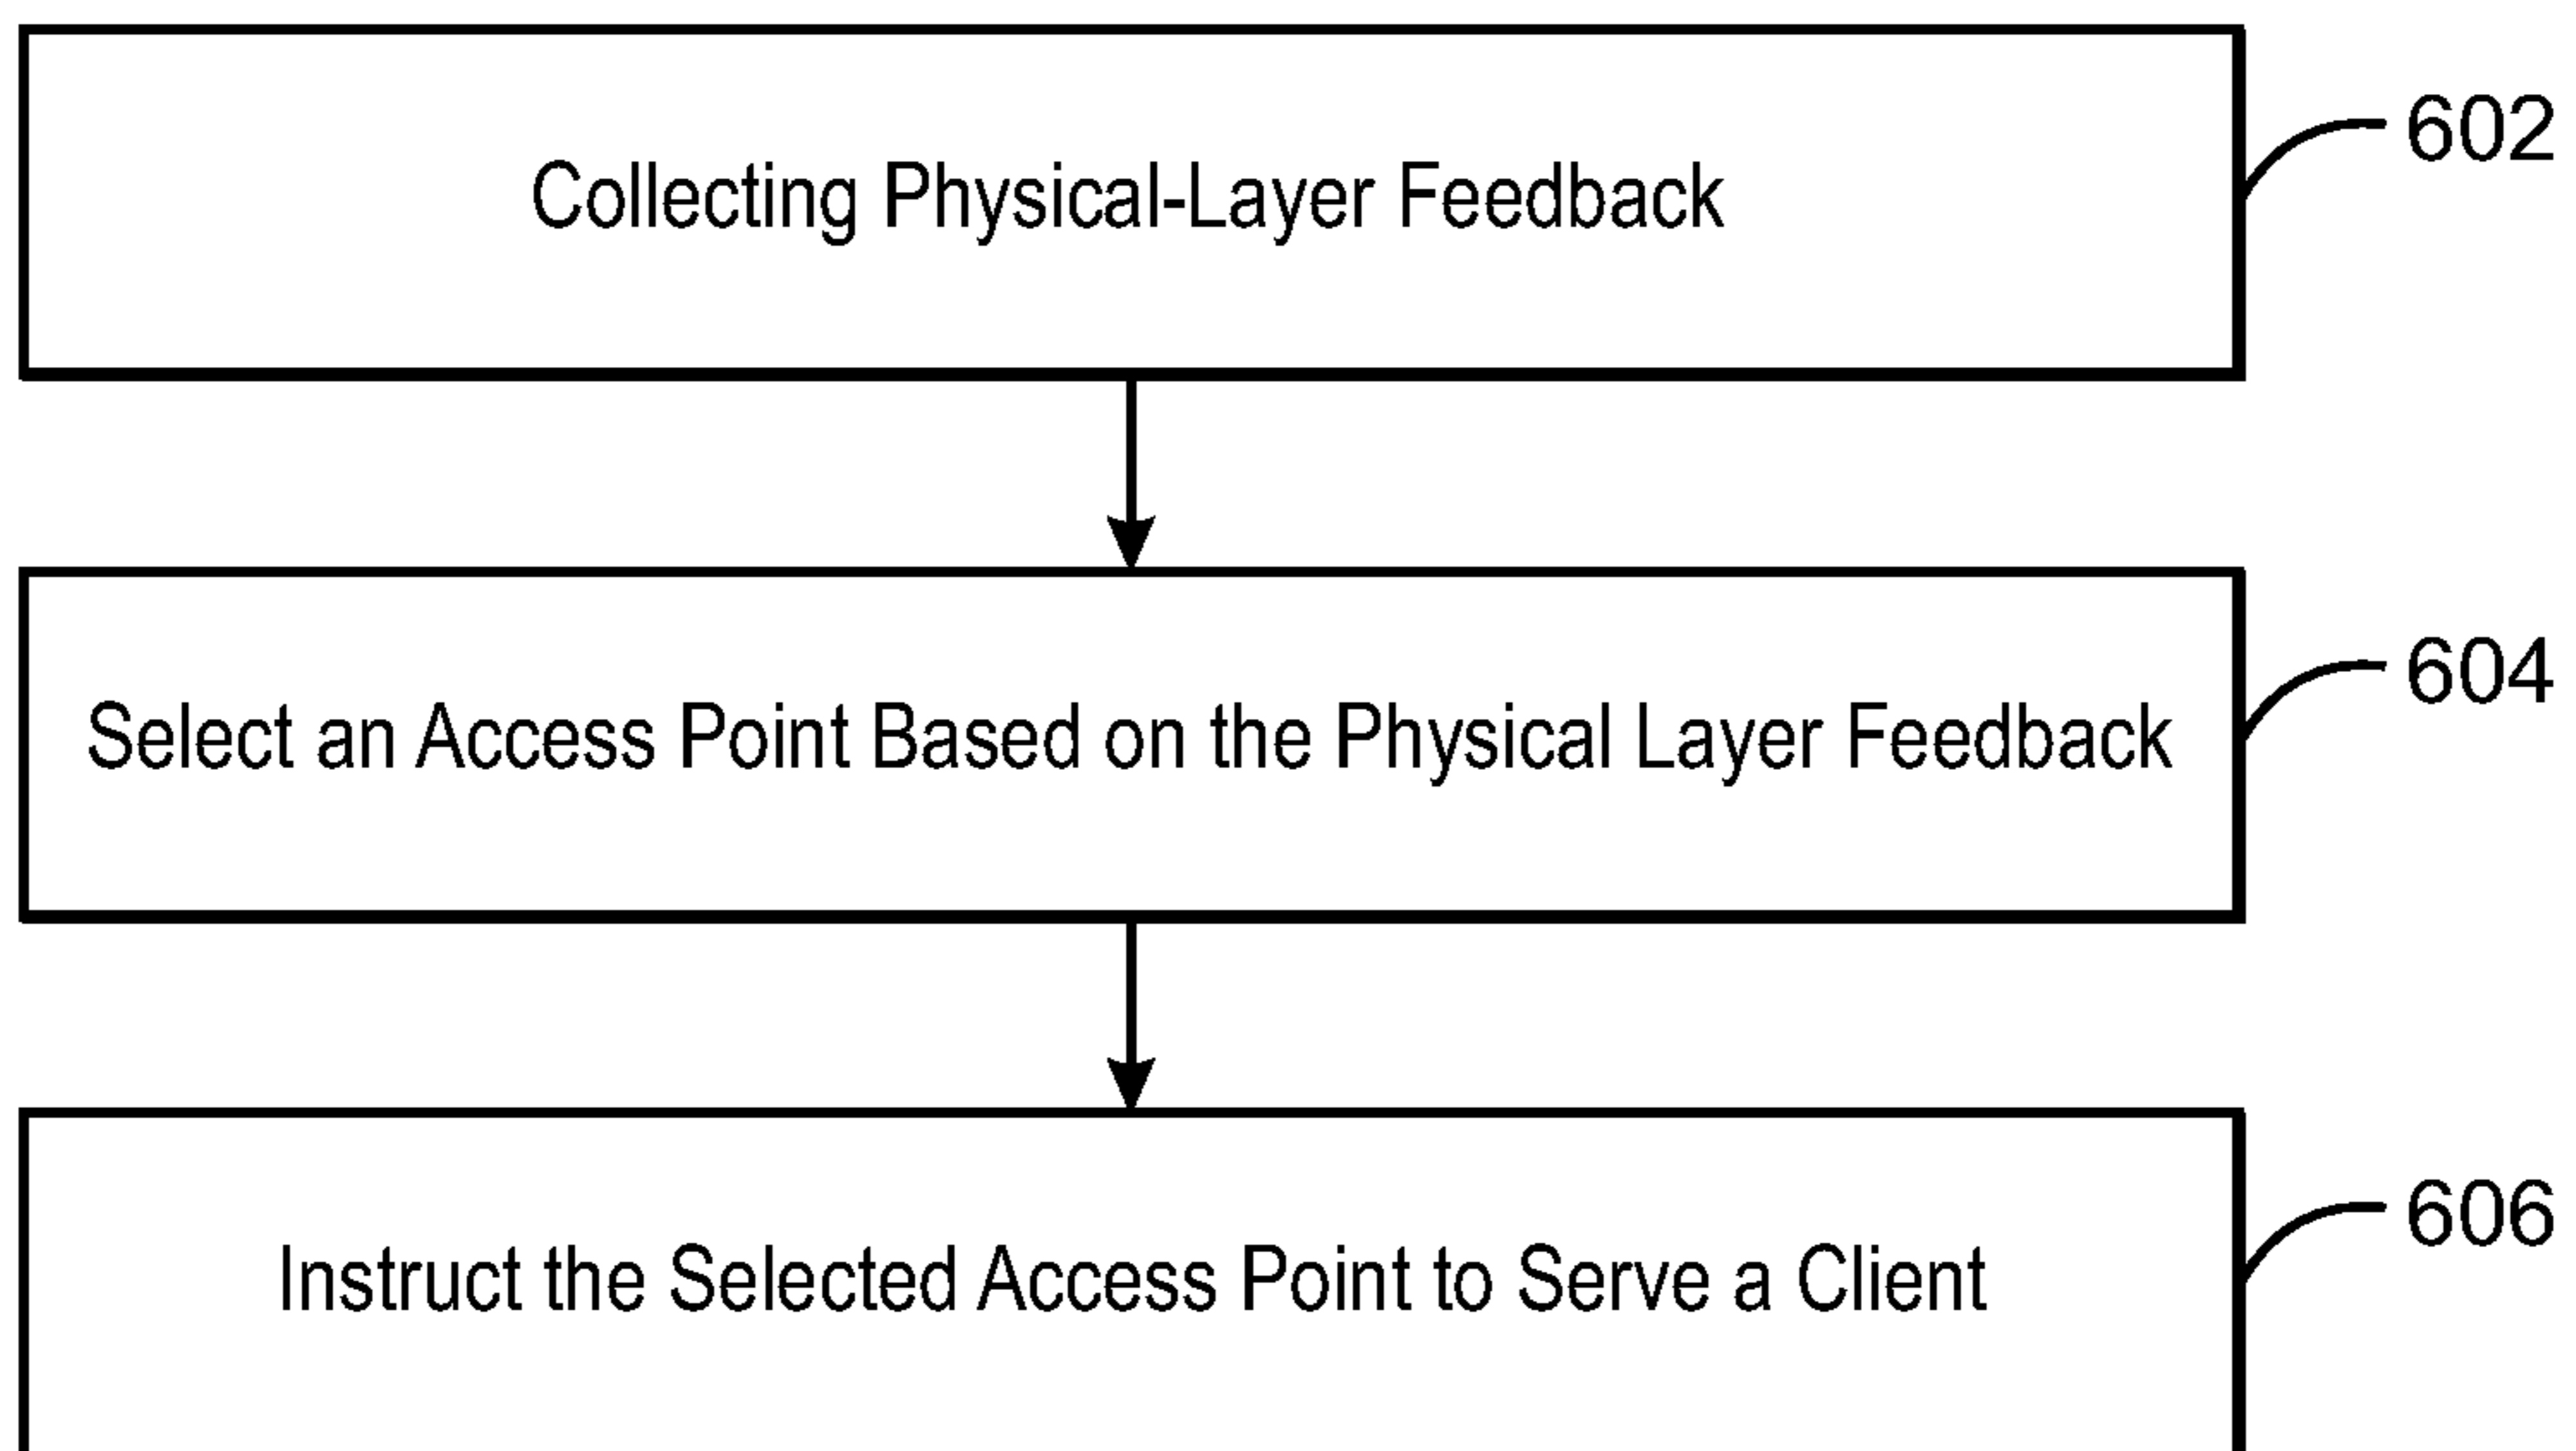 Collecting Physical-Layer Feedback
602
Select an Access Point Based on the Physical Layer Feedback
604
Instruct the Selected Access Point to Serve a Client
606